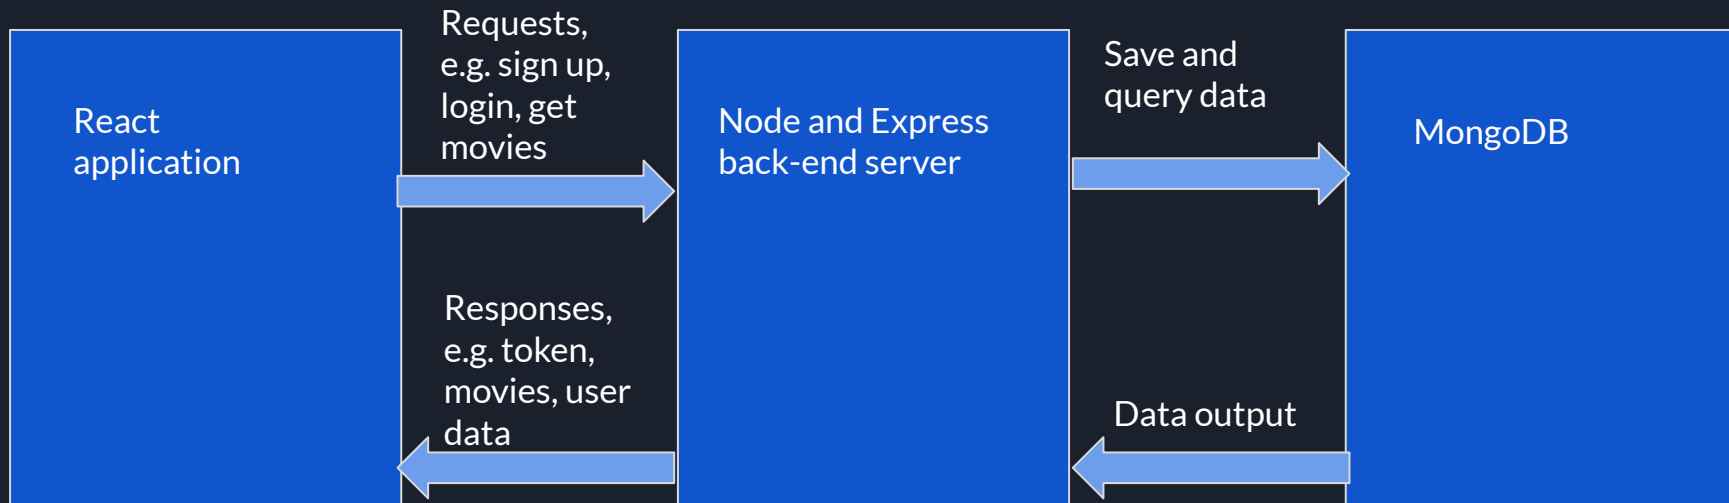 React
application
Requests,
e.g. sign up,
login, get
movies
Responses,
e.g. token,
movies, user
data
Node and Express
back-end server
Save and
query data
Data output
MongoDB